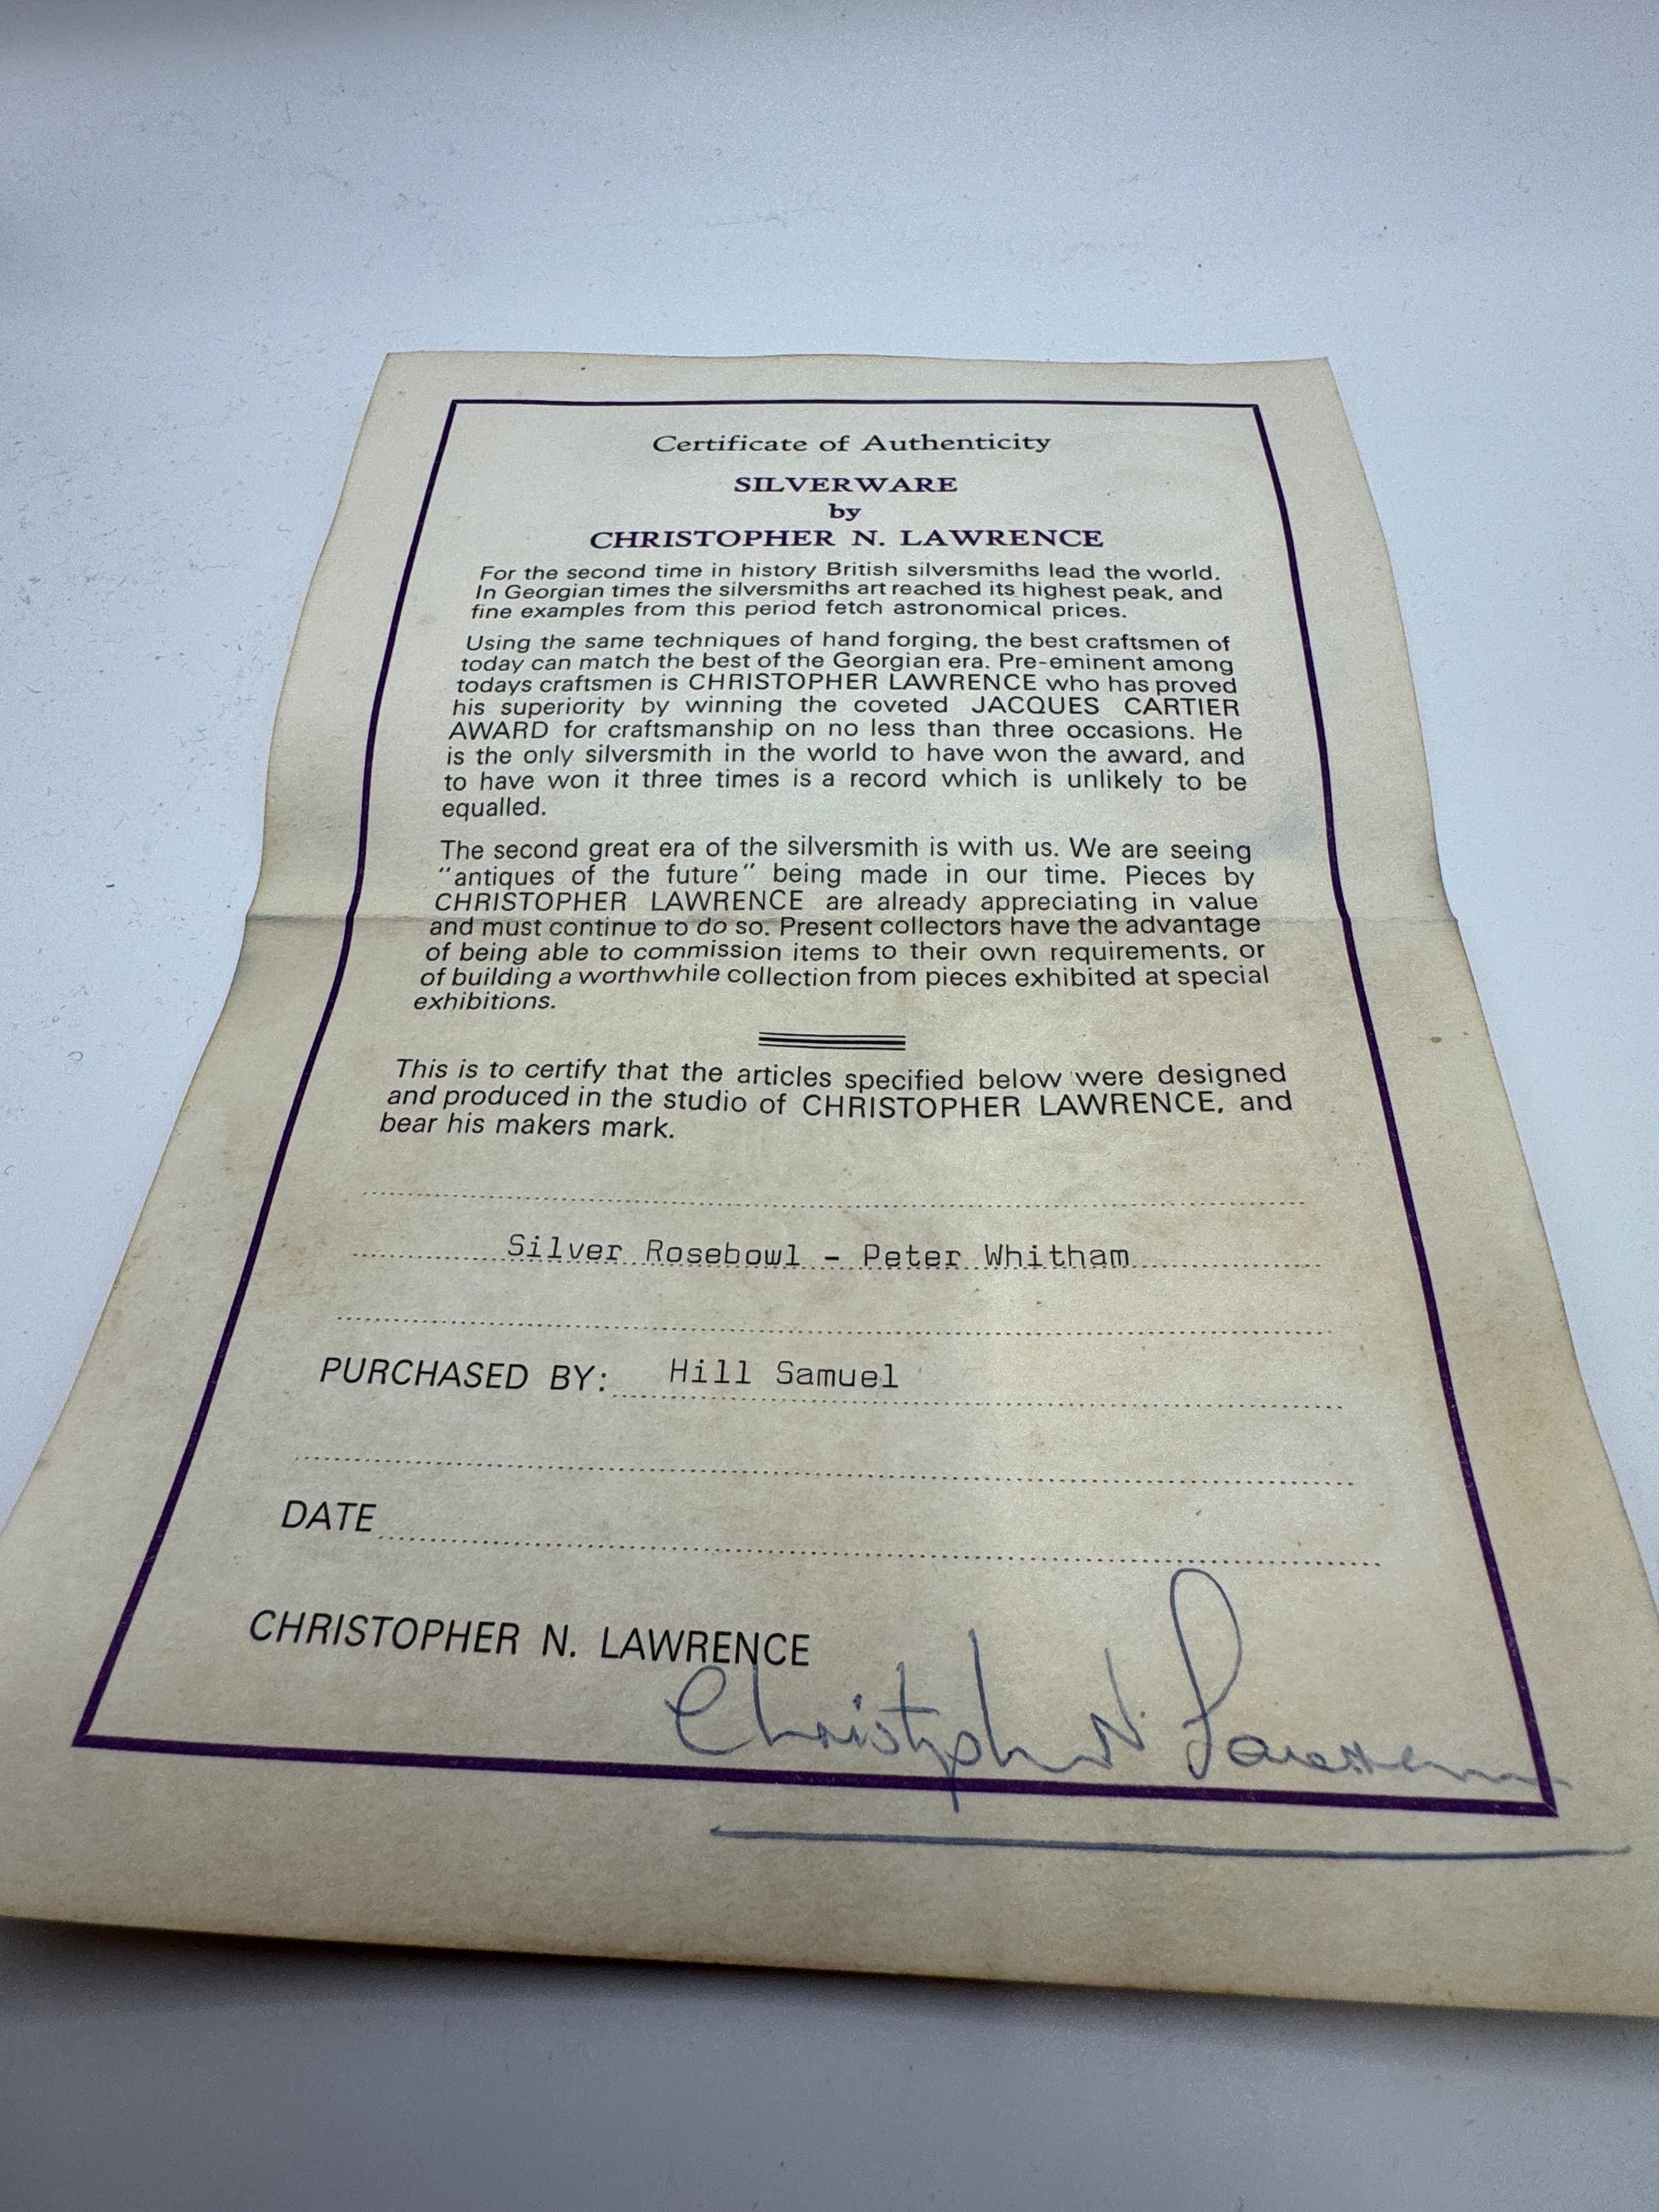 Certificate of Authenticity
SILVERWARE
by
CHRISTOPHER N. LAWRENCE
For the second time in history British silversmiths lead the world.
In Georgian times the silversmiths art reached its highest peak, and
fine examples from this period fetch astronomical prices.
Using the same techniques of hand forging, the best craftsmen of
today can match the best of the Georgian era. Pre-eminent among
todays craftsmen is CHRISTOPHER LAWRENCE who has proved
his superiority by winning the coveted JACQUES CARTIER
AWARD for craftsmanship on no less than three occasions. He
is the only silversmith in the world to have won the award, and
to have won it three times is a record which is unlikely to be
equalled.
The second great era of the silversmith is with us. We are seeing
"antiques of the future" being made in our time. Pieces by
CHRISTOPHER LAWRENCE are already appreciating in value
and must continue to do so. Present collectors have the advantage
of being able to commission items to their own requirements, or
of building a worthwhile collection from pieces exhibited at special
exhibitions.
This is to certify that the articles specified below were designed
and produced in the studio of CHRISTOPHER LAWRENCE, and
bear his makers mark.
Silver Rosebowl - Peter Whitham
PURCHASED BY: Hill Samuel
DATE
CHRISTOPHER N. LAWRENCE
Christopher N. Lawrence